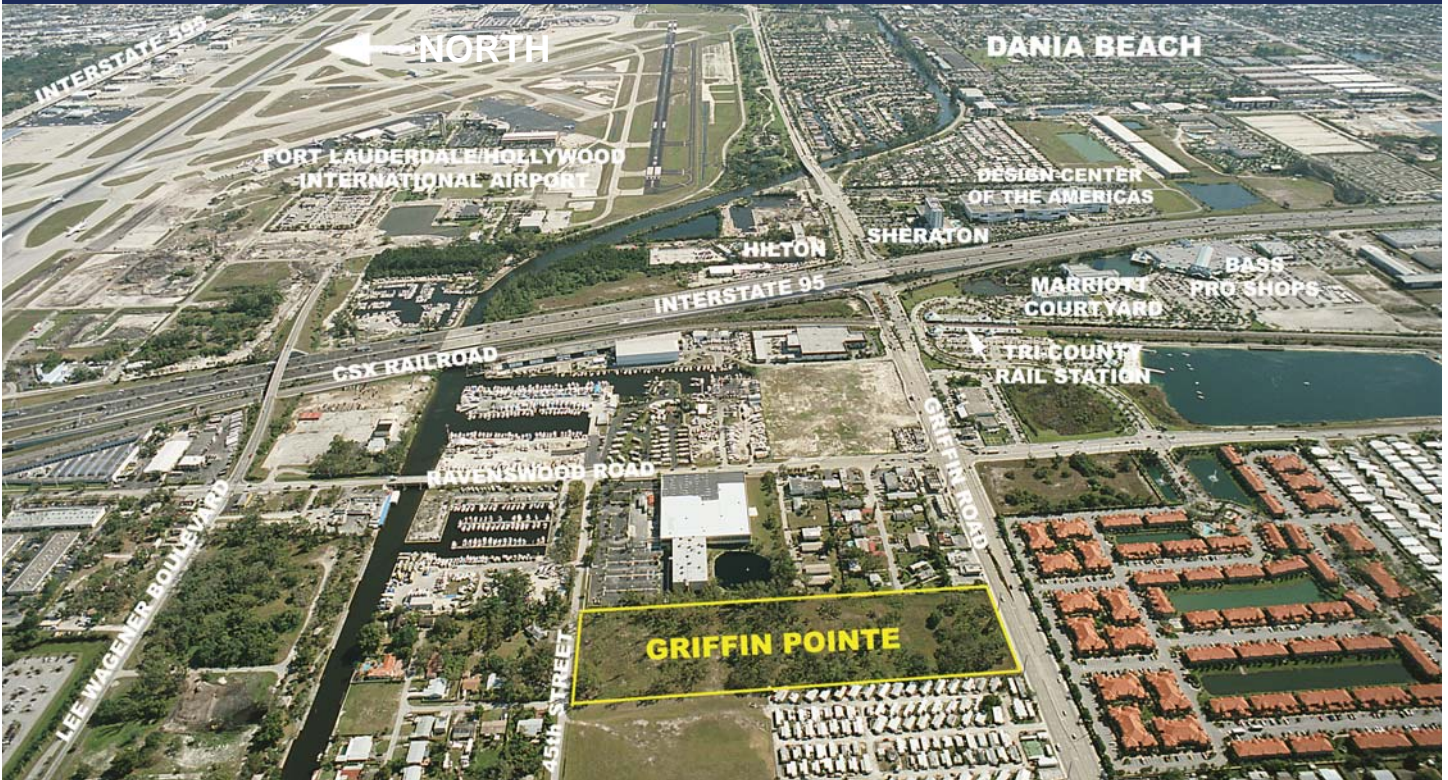 INTERSTATE 595
NORTH
DANIA BEACH
FORT LAUDERDALE/HOLLYWOOD
INTERNATIONAL AIRPORT
DESIGN CENTER
OF THE AMERICAS
HILTON
SHERATON
INTERSTATE 95
MARRIOTT
COURTYARD
BASS
PRO SHOPS
CSX RAILROAD
TRI COUNTY
RAIL STATION
GRIFFIN ROAD
RAVENSWOOD ROAD
LEE WAGENER BOULEVARD
45th STREET
GRIFFIN POINTE